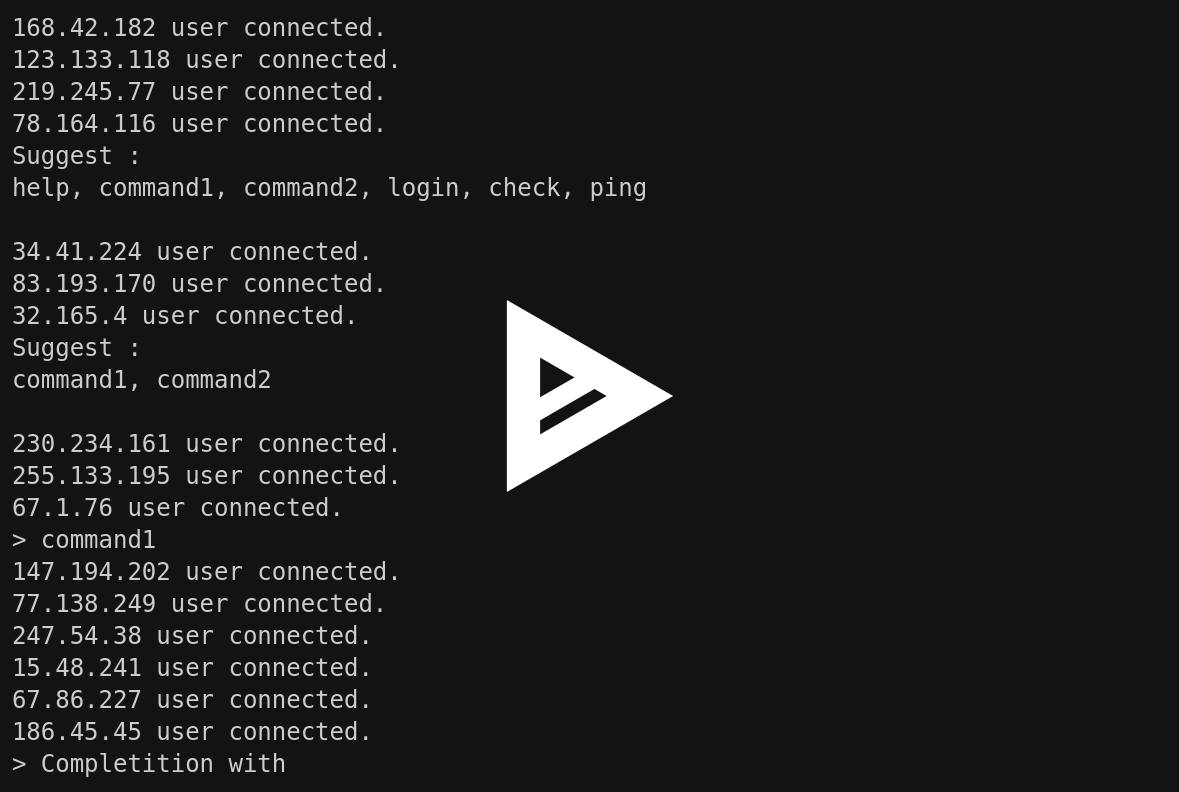 168.42.182 user connected.
123.133.118 user connected.
219.245.77 user connected.
78.164.116 user connected.
Suggest :
help, command1, command2, login, check, ping
34.41.224 user connected.
83.193.170 user connected.
32.165.4 user connected.
Suggest :
command1, command2
230.234.161 user connected.
255.133.195 user connected.
67.1.76 user connected.
> command1
147.194.202 user connected.
77.138.249 user connected.
247.54.38 user connected.
15.48.241 user connected.
67.86.227 user connected.
186.45.45 user connected.
> Completition with